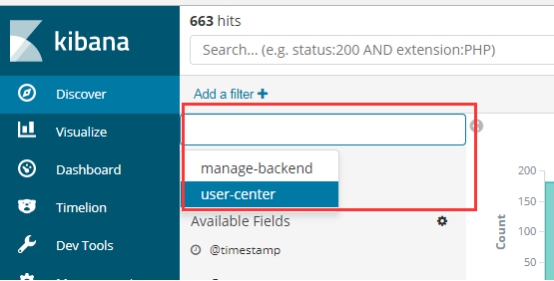 663 hits
kibana
Search... (e.g. status:200 AND extension:PHP)
Discover
Add a filter +
Visualize
manage-backend
Dashboard
user-center
Timelion
Available Fields
@timestamp
Dev Tools
200
150
100
50
Count